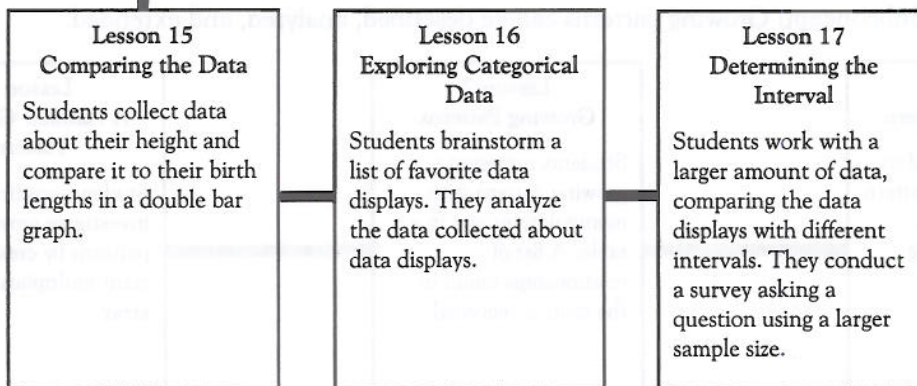 Lesson 15
Comparing the Data
Students collect data
about their height and
compare it to their birth
lengths in a double bar
graph.
Lesson 16
Exploring Categorical
Data
Students brainstorm a
list of favorite data
displays. They analyze
the data collected about
data displays.
Lesson 17
Determining the
Interval
Students work with a
larger amount of data,
comparing the data
displays with different
intervals. They conduct
a survey asking a
question using a larger
sample size.